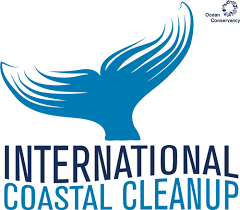 Ocean
Conservancy
INTERNATIONAL
COASTAL CLEANUP